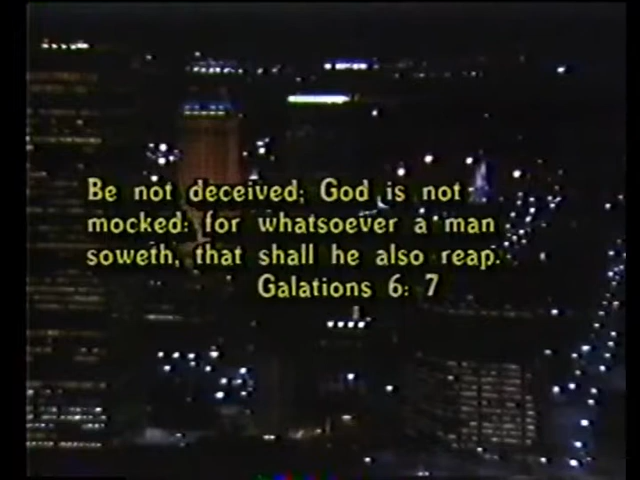 Be not deceived; God is not
mocked: for whatsoever a man
soweth, that shall he also reap.
Galations 6: 7